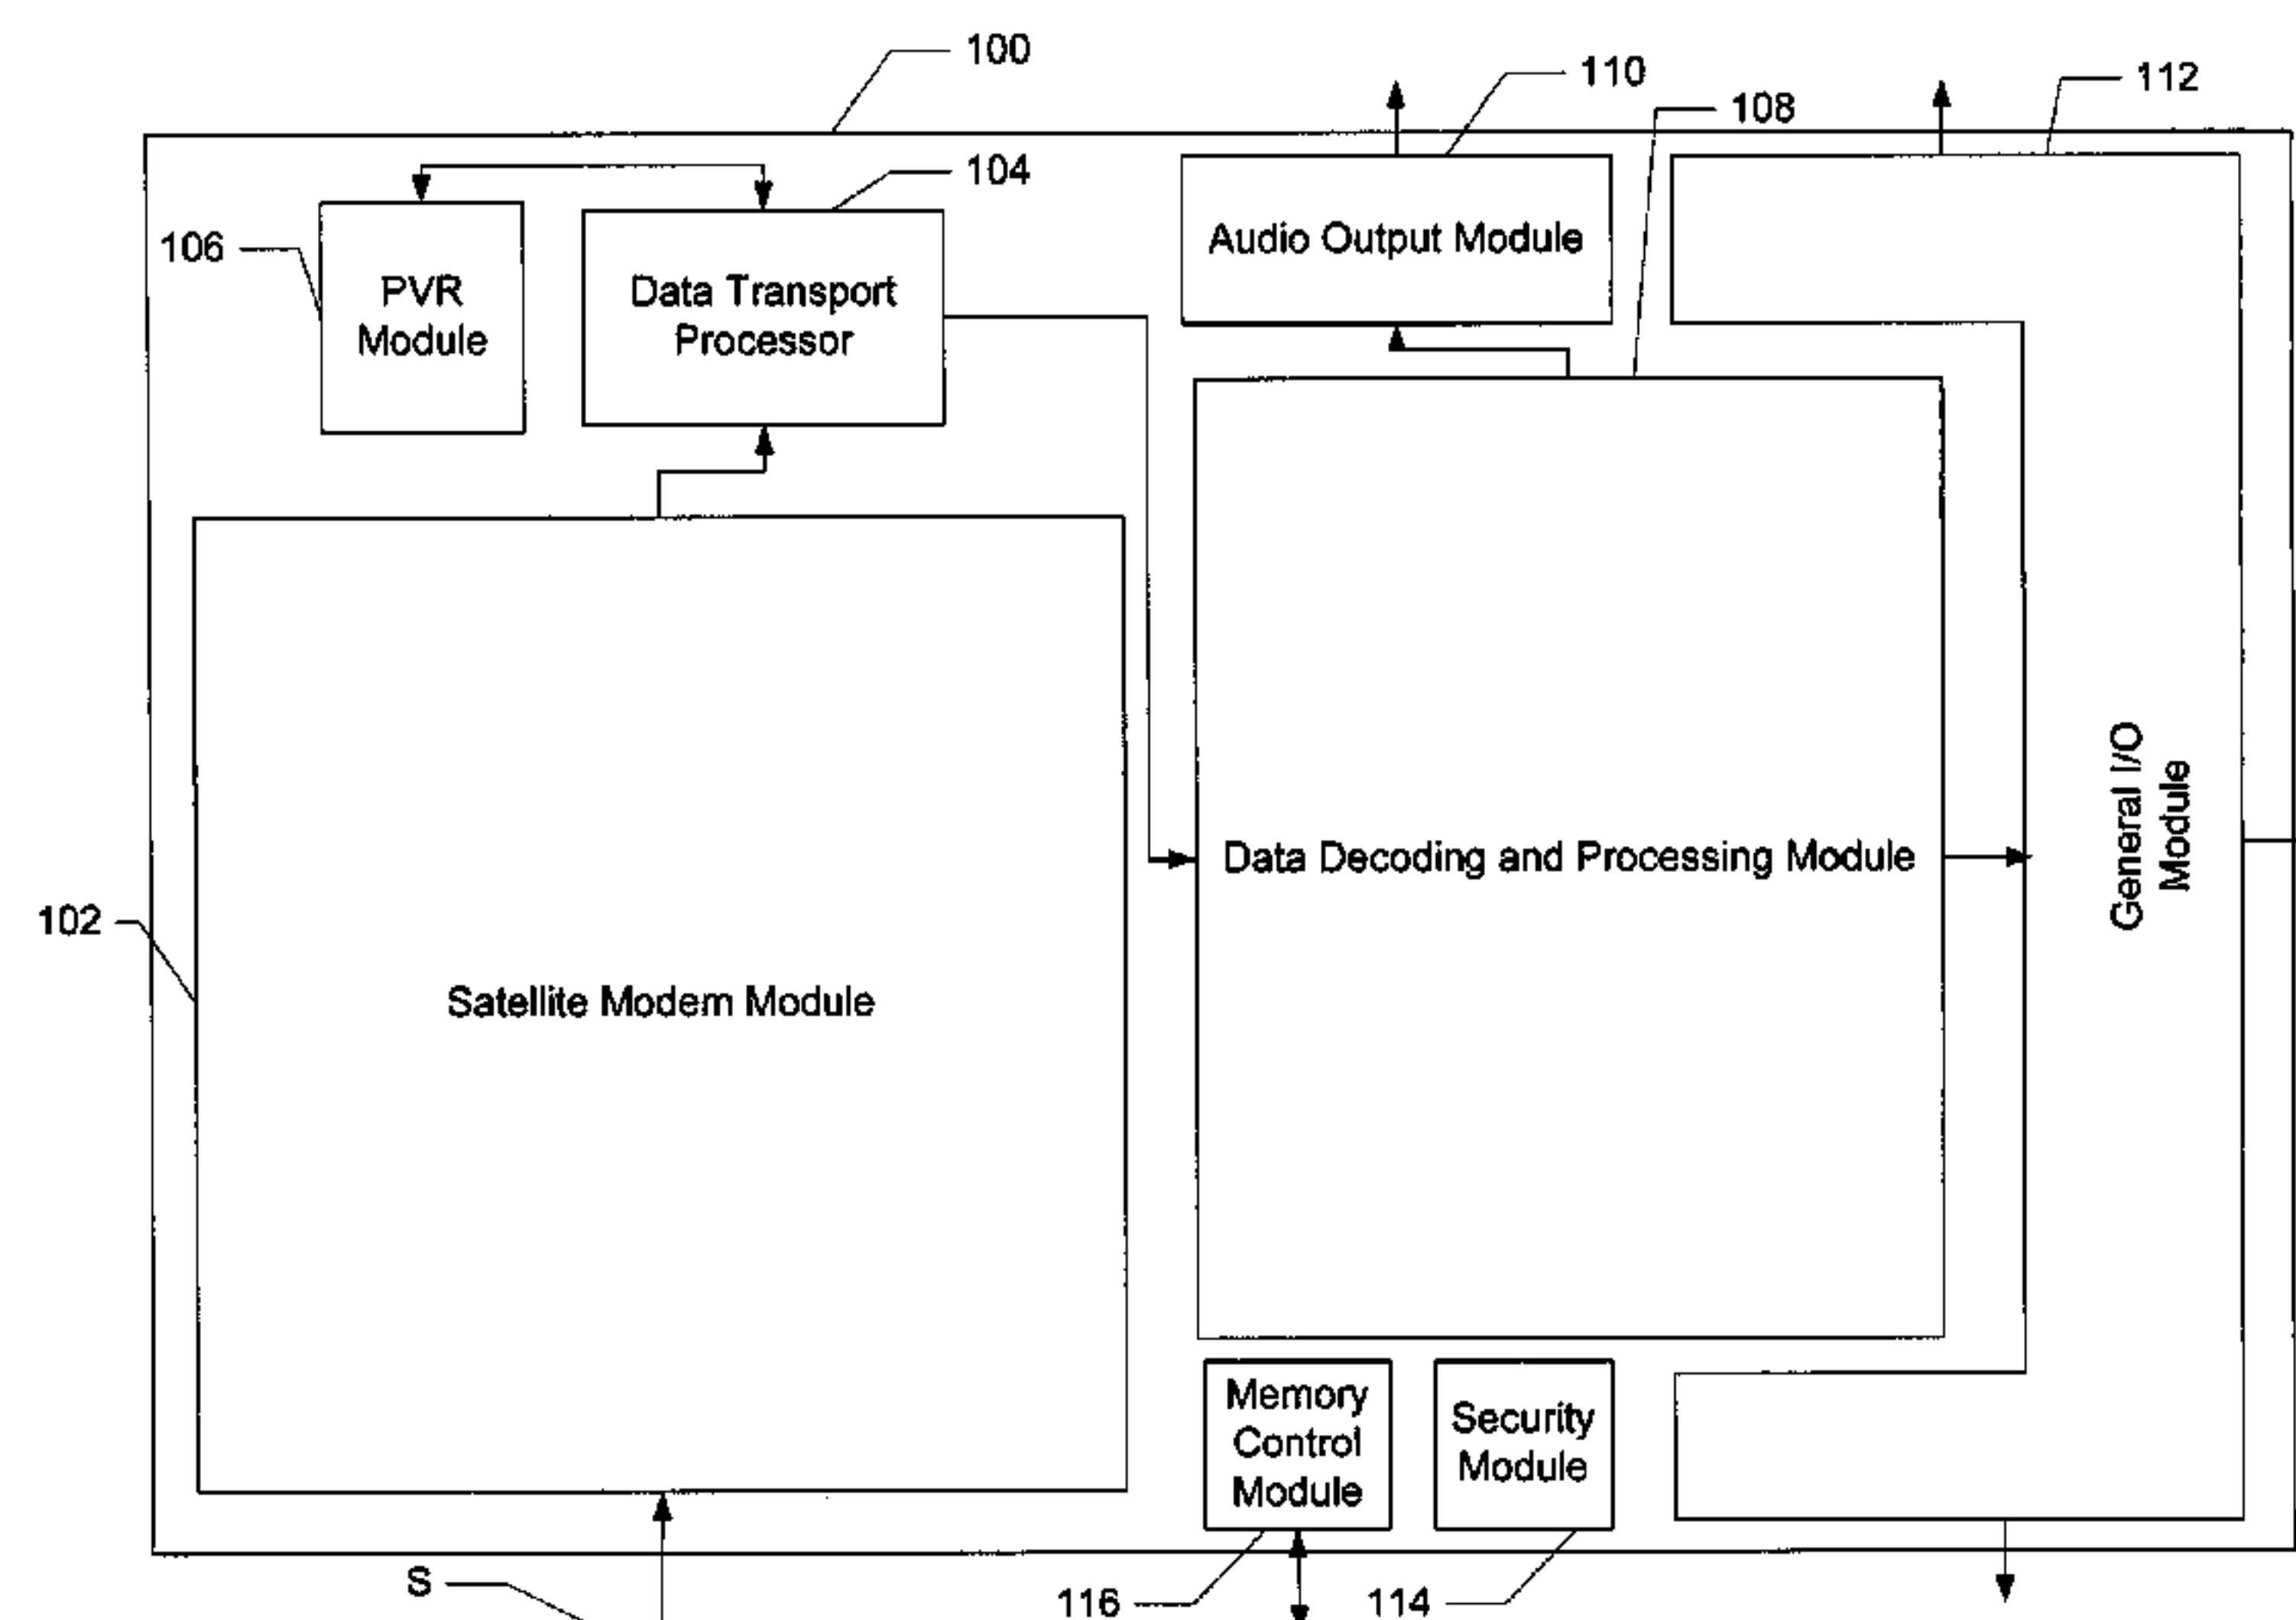 100
110
112
108
104
106
PVR
Module
Data Transport
Processor
Audio Output Module
General I/O
Module
Data Decoding and Processing Module
102
Satellite Modem Module
Memory
Control
Module
Security
Module
S
116
114